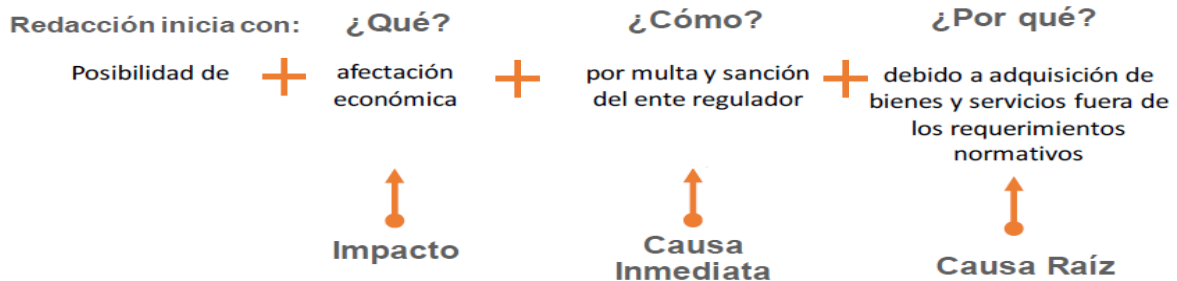 Redacción inicia con:
¿Qué?
¿Cómo?
¿Por qué?
Posibilidad de
+
afectación
económica
+
por multa y sanción
del ente regulador
+
debido a adquisición de
bienes y servicios fuera de
los requerimientos
normativos
Impacto
Causa
Inmediata
Causa Raíz